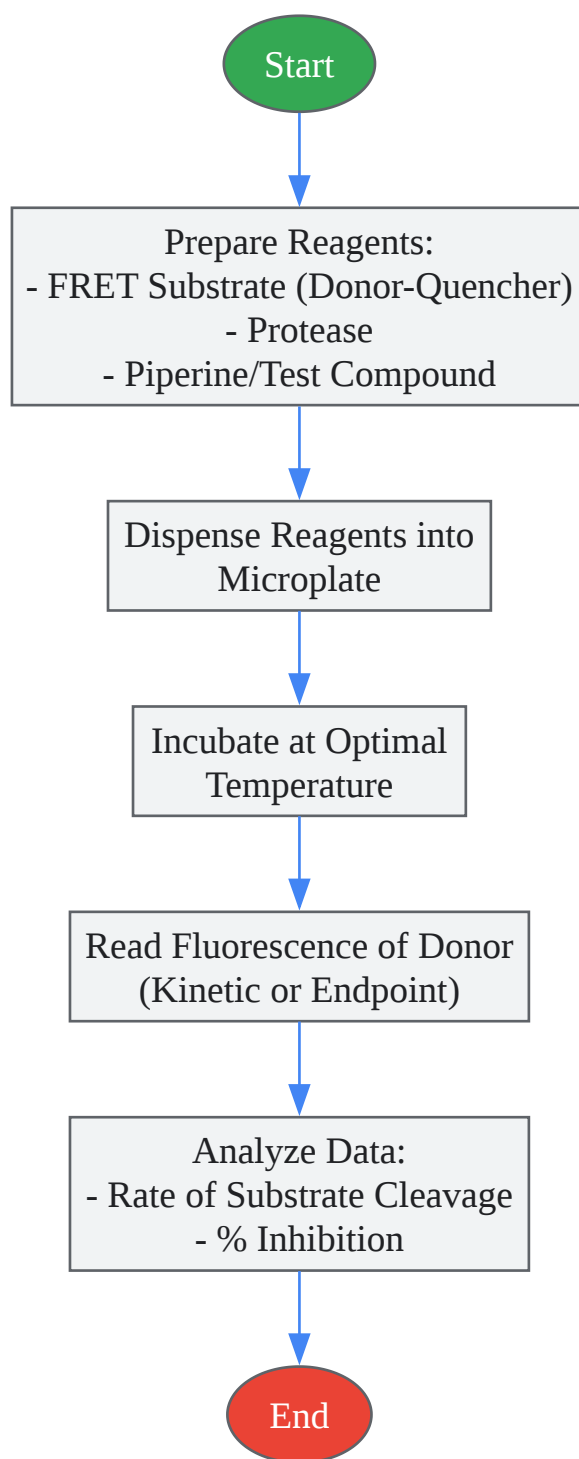 Start
Prepare Reagents:
- FRET Substrate (Donor-Quencher)
- Protease
- Piperine/Test Compound
Dispense Reagents into
Microplate
Incubate at Optimal
Temperature
Read Fluorescence of Donor
(Kinetic or Endpoint)
Analyze Data:
- Rate of Substrate Cleavage
- % Inhibition
End